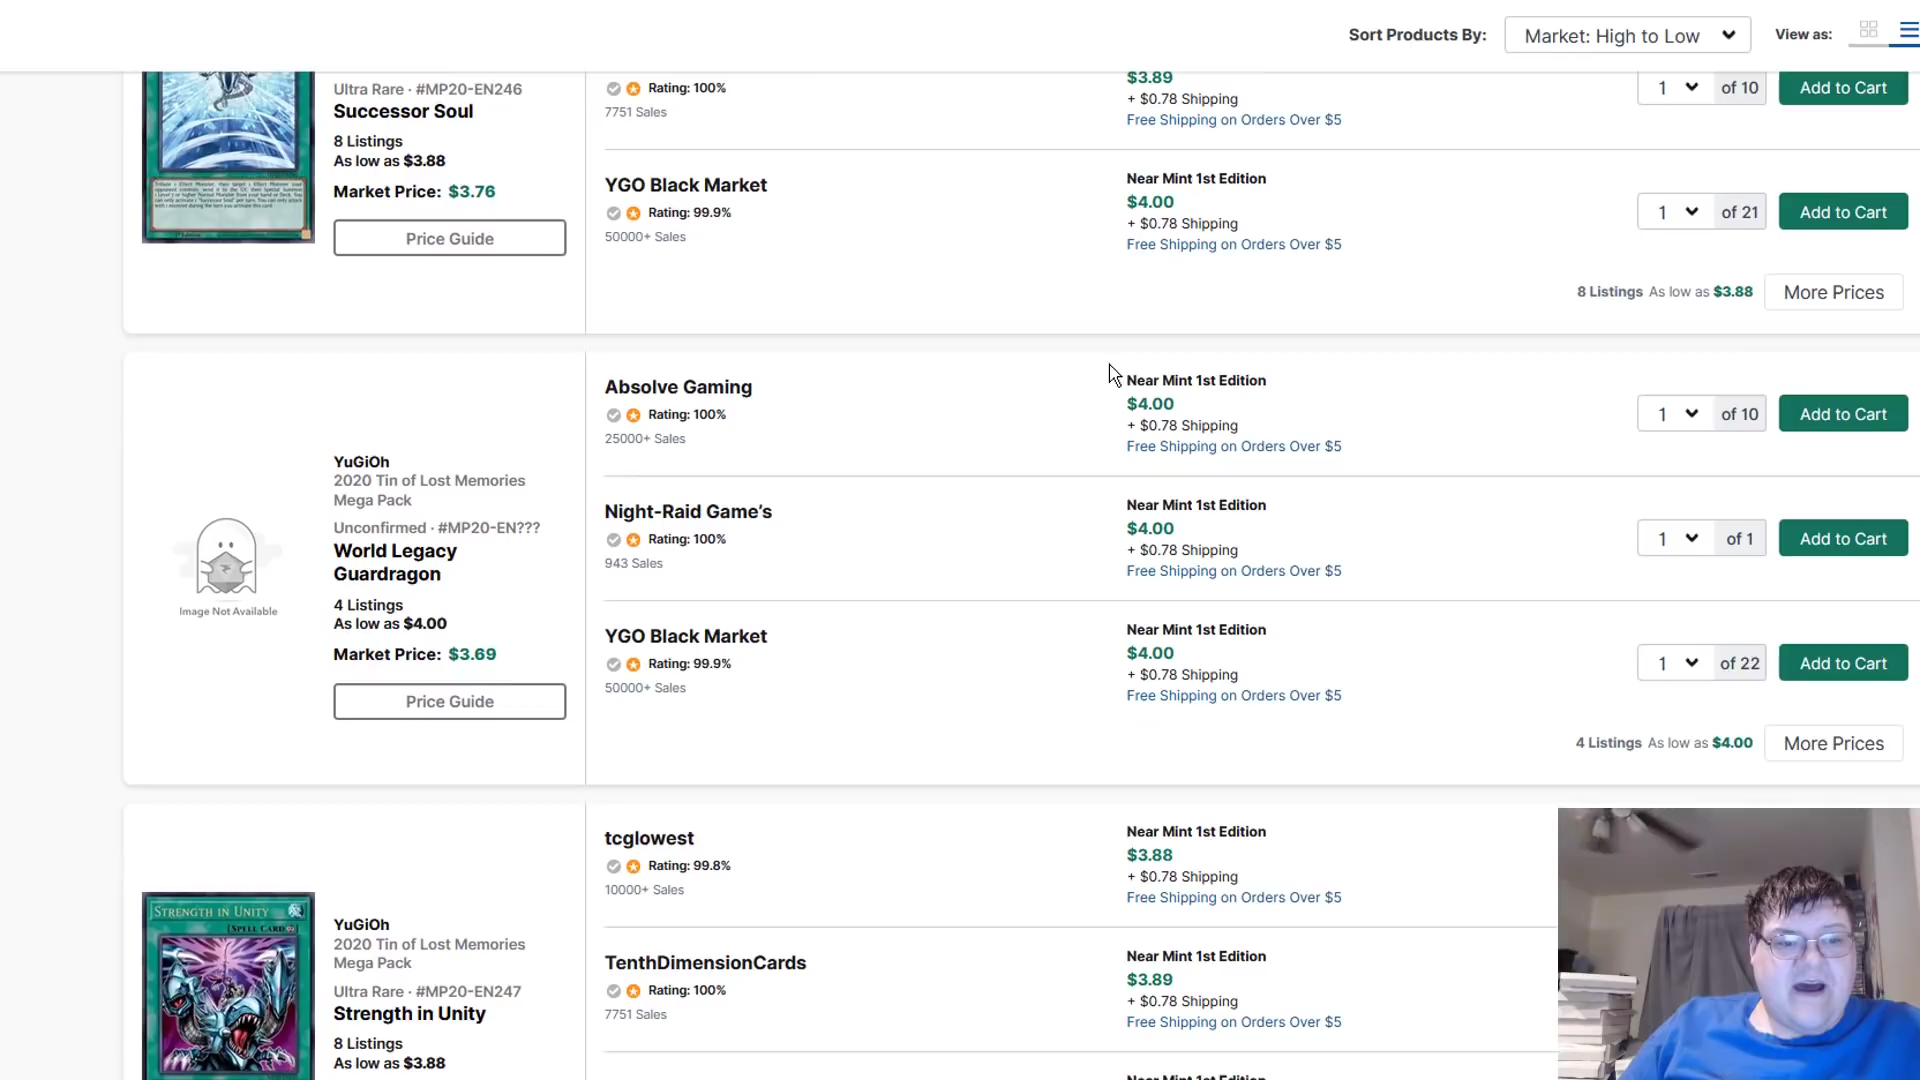 Sort Products By: Market: High to Low View as:
Ultra Rare · #MP20-EN246
Successor Soul
8 Listings
As low as $3.88
Market Price: $3.76
Price Guide
Rating: 100%
7751 Sales
$3.89
+ $0.78 Shipping
Free Shipping on Orders Over $5
1 of 10 Add to Cart
YGO Black Market
Rating: 99.9%
50000+ Sales
Near Mint 1st Edition
$4.00
+ $0.78 Shipping
Free Shipping on Orders Over $5
1 of 21 Add to Cart
8 Listings As low as $3.88 More Prices
Image Not Available
YuGiOh
2020 Tin of Lost Memories
Mega Pack
Unconfirmed · #MP20-EN???
World Legacy
Guardragon
4 Listings
As low as $4.00
Market Price: $3.69
Price Guide
Absolve Gaming
Rating: 100%
25000+ Sales
Near Mint 1st Edition
$4.00
+ $0.78 Shipping
Free Shipping on Orders Over $5
1 of 10 Add to Cart
Night-Raid Game’s
Rating: 100%
943 Sales
Near Mint 1st Edition
$4.00
+ $0.78 Shipping
Free Shipping on Orders Over $5
1 of 1 Add to Cart
YGO Black Market
Rating: 99.9%
50000+ Sales
Near Mint 1st Edition
$4.00
+ $0.78 Shipping
Free Shipping on Orders Over $5
1 of 22 Add to Cart
4 Listings As low as $4.00 More Prices
STRENGTH IN UNITY
[SPELL CARD]
YuGiOh
2020 Tin of Lost Memories
Mega Pack
Ultra Rare · #MP20-EN247
Strength in Unity
8 Listings
As low as $3.88
tcglowest
Rating: 99.8%
10000+ Sales
Near Mint 1st Edition
$3.88
+ $0.78 Shipping
Free Shipping on Orders Over $5
TenthDimensionCards
Rating: 100%
7751 Sales
Near Mint 1st Edition
$3.89
+ $0.78 Shipping
Free Shipping on Orders Over $5
Near Mint 1st Edition